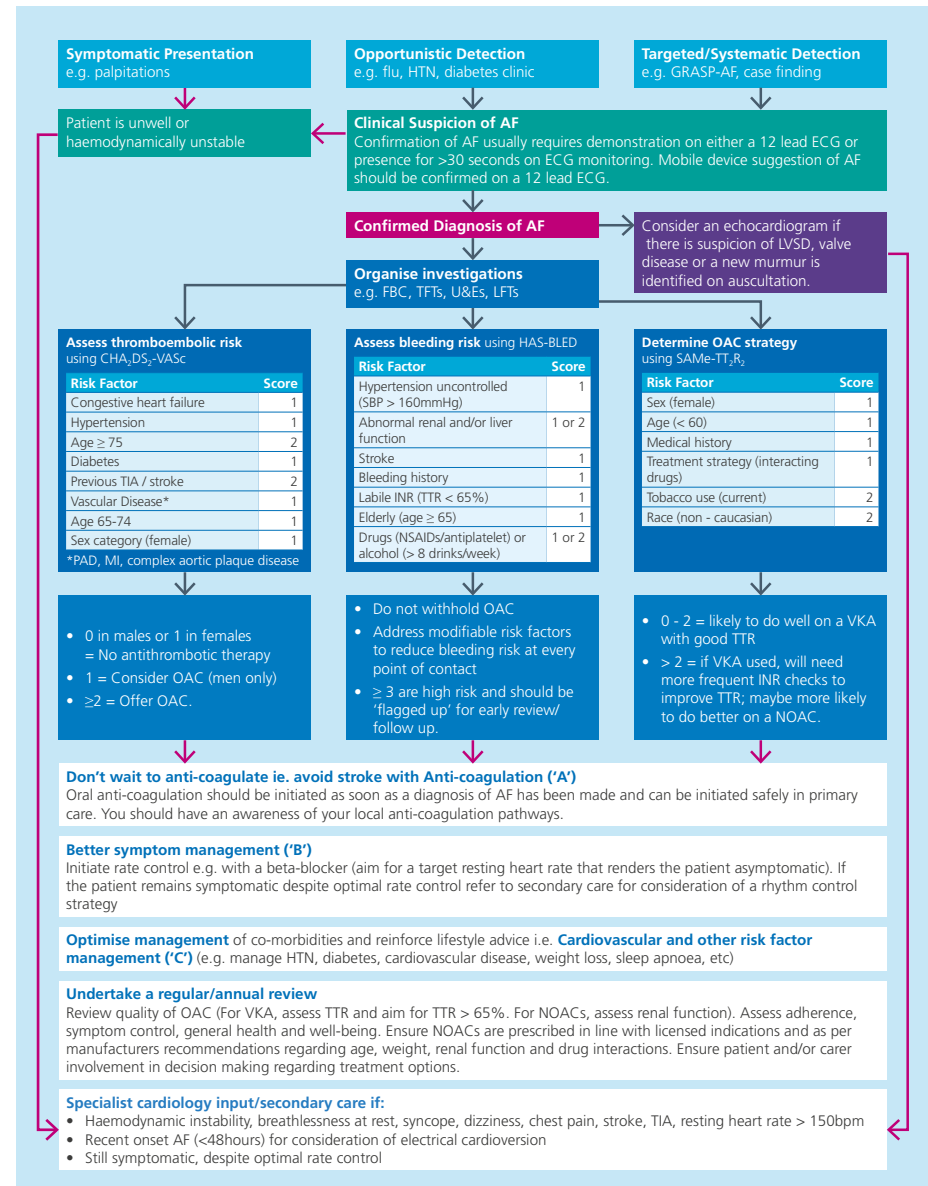 Symptomatic Presentation
e.g. palpitations
Opportunistic Detection
e.g. flu, HTN, diabetes clinic
Targeted/Systematic Detection
e.g. GRASP-AF, case finding
Patient is unwell or
haemodynamically unstable
Clinical Suspicion of AF
Confirmation of AF usually requires demonstration on either a 12 lead ECG or
presence for >30 seconds on ECG monitoring. Mobile device suggestion of AF
should be confirmed on a 12 lead ECG.
Confirmed Diagnosis of AF
Consider an echocardiogram if
there is suspicion of LVSD, valve
disease or a new murmur is
identified on auscultation.
Organise investigations
e.g. FBC, TFTs, U&Es, LFTs
Assess thromboembolic risk
using CHA₂DS₂-VASc
Risk Factor Score
Congestive heart failure 1
Hypertension 1
Age ≥ 75 2
Diabetes 1
Previous TIA / stroke 2
Vascular Disease* 1
Age 65-74 1
Sex category (female) 1
*PAD, MI, complex aortic plaque disease
Assess bleeding risk using HAS-BLED
Risk Factor Score
Hypertension uncontrolled 1
(SBP > 160mmHg)
Abnormal renal and/or liver 1 or 2
function
Stroke 1
Bleeding history 1
Labile INR (TTR < 65%) 1
Elderly (age ≥ 65) 1
Drugs (NSAIDs/antiplatelet) or 1 or 2
alcohol (> 8 drinks/week)
Determine OAC strategy
using SAMe-TT₂R₂
Risk Factor Score
Sex (female) 1
Age (< 60) 1
Medical history 1
Treatment strategy (interacting 1
drugs)
Tobacco use (current) 2
Race (non - caucasian) 2
• 0 in males or 1 in females
= No antithrombotic therapy
• 1 = Consider OAC (men only)
• ≥2 = Offer OAC.
• Do not withhold OAC
• Address modifiable risk factors
to reduce bleeding risk at every
point of contact
• ≥ 3 are high risk and should be
‘flagged up’ for early review/
follow up.
• 0 - 2 = likely to do well on a VKA
with good TTR
• > 2 = if VKA used, will need
more frequent INR checks to
improve TTR; maybe more likely
to do better on a NOAC.
Don’t wait to anti-coagulate ie. avoid stroke with Anti-coagulation (‘A’)
Oral anti-coagulation should be initiated as soon as a diagnosis of AF has been made and can be initiated safely in primary
care. You should have an awareness of your local anti-coagulation pathways.
Better symptom management (‘B’)
Initiate rate control e.g. with a beta-blocker (aim for a target resting heart rate that renders the patient asymptomatic). If
the patient remains symptomatic despite optimal rate control refer to secondary care for consideration of a rhythm control
strategy
Optimise management of co-morbidities and reinforce lifestyle advice i.e. Cardiovascular and other risk factor
management (‘C’) (e.g. manage HTN, diabetes, cardiovascular disease, weight loss, sleep apnoea, etc)
Undertake a regular/annual review
Review quality of OAC (For VKA, assess TTR and aim for TTR > 65%. For NOACs, assess renal function). Assess adherence,
symptom control, general health and well-being. Ensure NOACs are prescribed in line with licensed indications and as per
manufacturers recommendations regarding age, weight, renal function and drug interactions. Ensure patient and/or carer
involvement in decision making regarding treatment options.
Specialist cardiology input/secondary care if:
• Haemodynamic instability, breathlessness at rest, syncope, dizziness, chest pain, stroke, TIA, resting heart rate > 150bpm
• Recent onset AF (<48hours) for consideration of electrical cardioversion
• Still symptomatic, despite optimal rate control